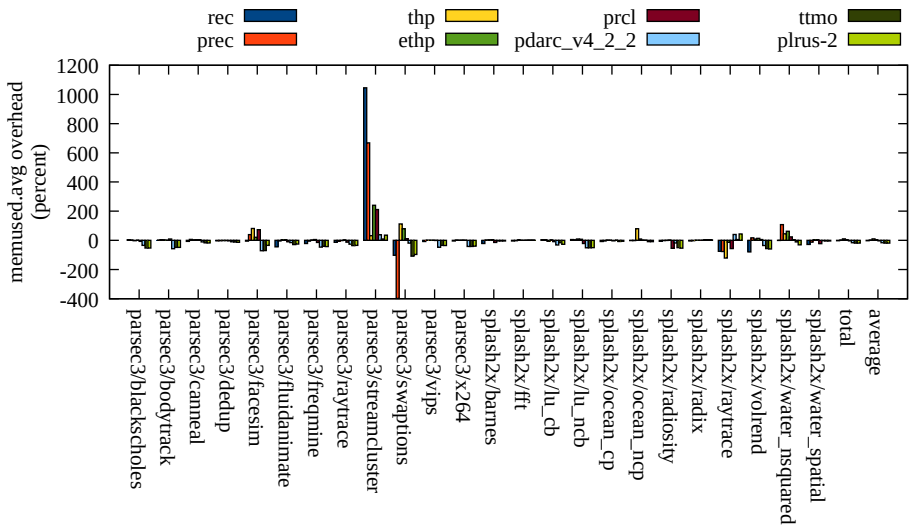 rec
prec
thp
ethp
prcl
pdarc_v4_2_2
ttmo
plrus-2
memused.avg overhead
(percent)
1200
1000
800
600
400
200
0
-200
-400
parsec3/blackscholes
parsec3/bodytrack
parsec3/canneal
parsec3/dedup
parsec3/facesim
parsec3/fluidanimate
parsec3/freqmine
parsec3/raytrace
parsec3/streamcluster
parsec3/swaptions
parsec3/vips
parsec3/x264
splash2x/barnes
splash2x/fft
splash2x/lu_cb
splash2x/lu_ncb
splash2x/ocean_cp
splash2x/ocean_ncp
splash2x/radiosity
splash2x/radix
splash2x/raytrace
splash2x/volrend
splash2x/water_nsquared
splash2x/water_spatial
total
average